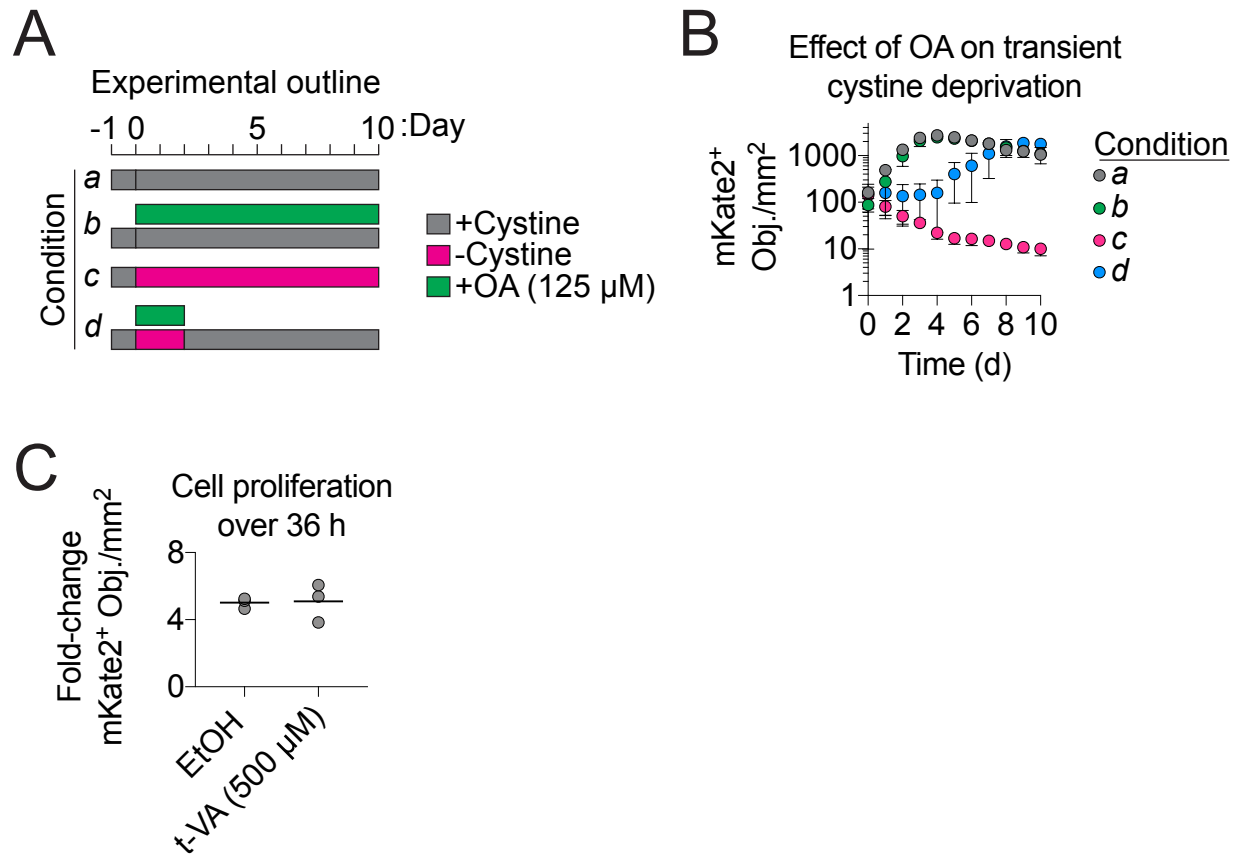 A
Experimental outline
-1 0 5 10 :Day
Condition
a
b
c
d
+Cystine
-Cystine
+OA (125 µM)
B
Effect of OA on transient
cystine deprivation
mKate2⁺
Obj./mm²
1000
100
10
1
0 2 4 6 8 10
Time (d)
Condition
a
b
c
d
C
Cell proliferation
over 36 h
Fold-change
mKate2⁺ Obj./mm²
8
4
0
EtOH
t-VA (500 µM)